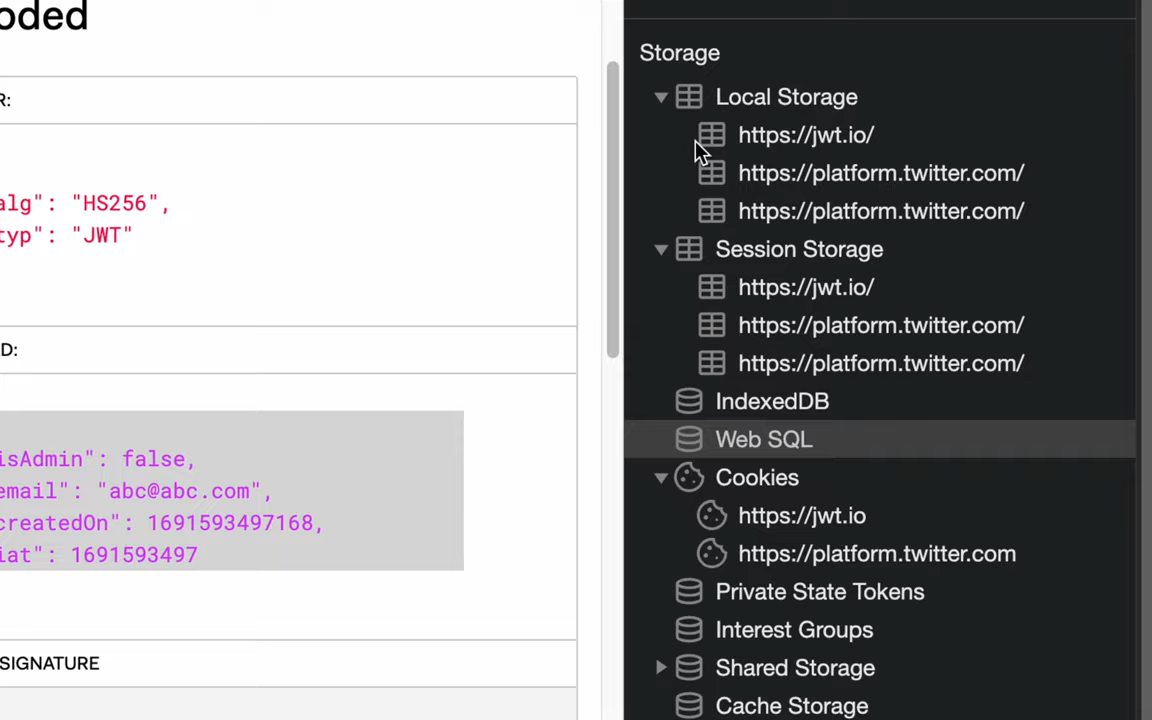 oded
R:
alg": "HS256",
typ": "JWT"
D:
isAdmin": false,
email": "abc@abc.com",
createdOn": 1691593497168,
iat": 1691593497
SIGNATURE
Storage
Local Storage
https://jwt.io/
https://platform.twitter.com/
https://platform.twitter.com/
Session Storage
https://jwt.io/
https://platform.twitter.com/
https://platform.twitter.com/
IndexedDB
Web SQL
Cookies
https://jwt.io
https://platform.twitter.com
Private State Tokens
Interest Groups
Shared Storage
Cache Storage